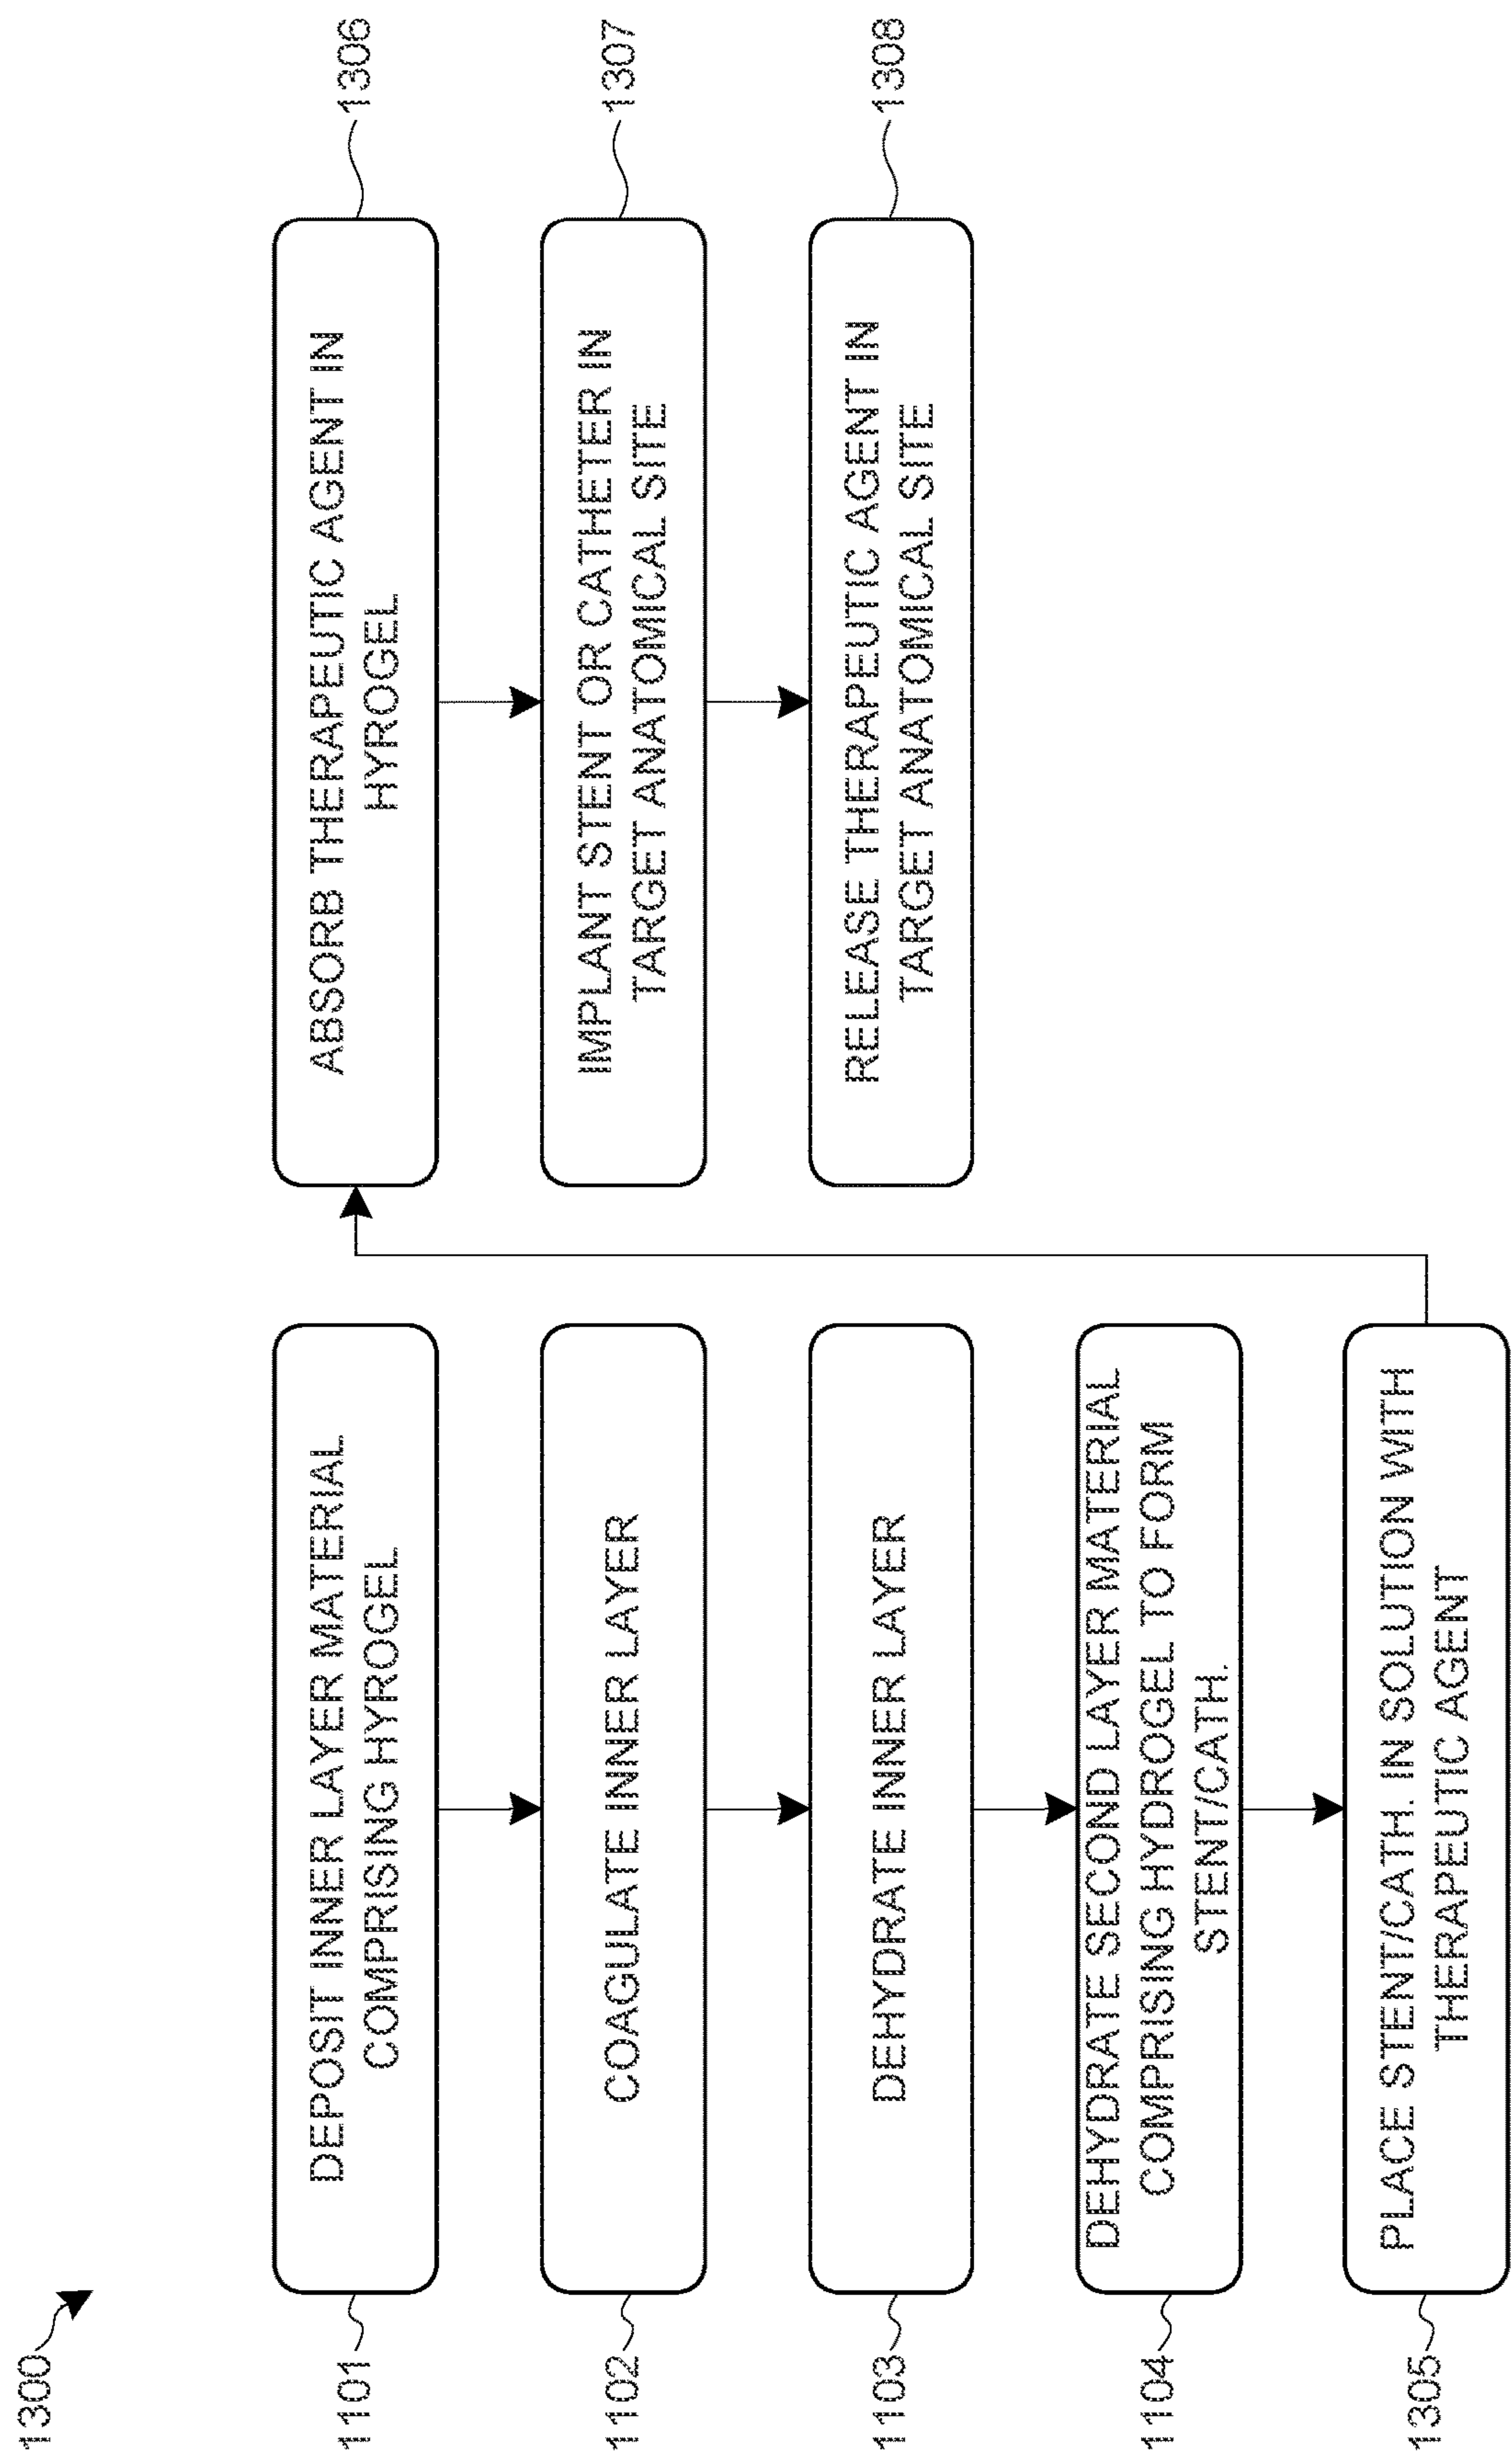 1300
1101
DEPOSIT INNER LAYER MATERIAL
COMPRISING HYROGEL
1102
COAGULATE INNER LAYER
1103
DEHYDRATE INNER LAYER
1104
DEHYDRATE SECOND LAYER MATERIAL
COMPRISING HYDROGEL TO FORM
STENT/CATH.
1305
PLACE STENT/CATH. IN SOLUTION WITH
THERAPEUTIC AGENT
ABSORB THERAPEUTIC AGENT IN
HYROGEL
1306
IMPLANT STENT OR CATHETER IN
TARGET ANATOMICAL SITE
1307
RELEASE THERAPEUTIC AGENT IN
TARGET ANATOMICAL SITE
1308